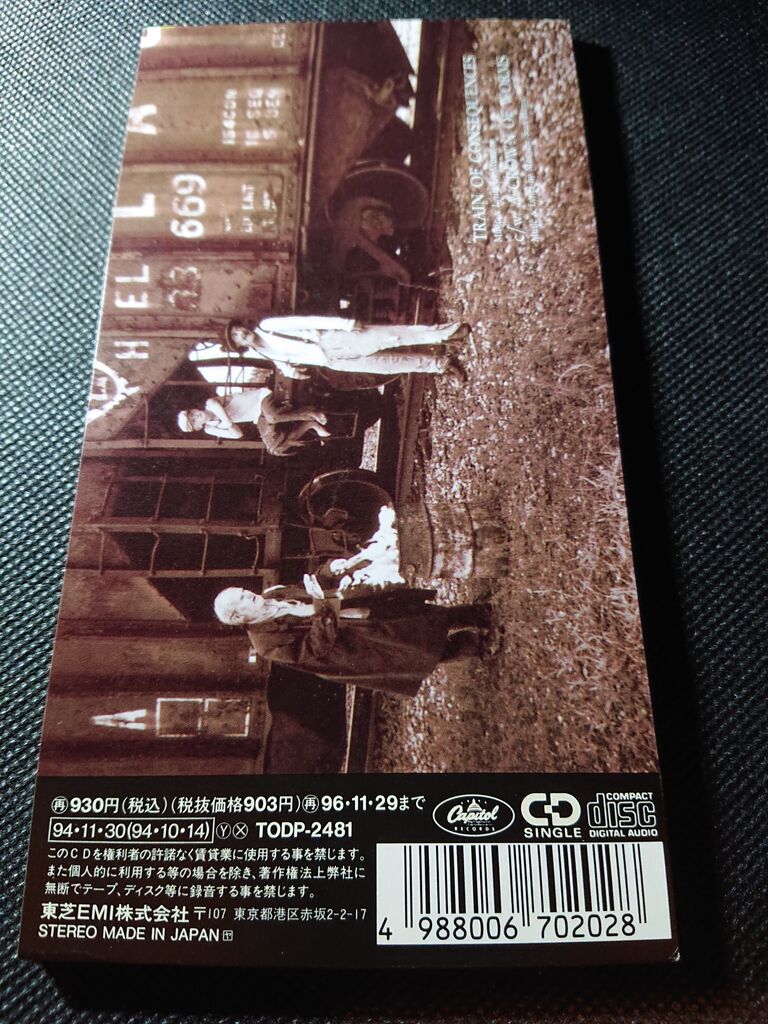 TRAIN OF CONSEQUENCES
H E L L A
669
㊢930円(税込)(税抜価格903円)㊢96・11・29まで
94・11・30(94・10・14) Ⓨ Ⓧ TODP-2481
Capitol
RECORDS
CD
SINGLE
COMPACT
disc
DIGITAL AUDIO
このCDを権利者の許諾なく賃貸業に使用する事を禁じます。
また個人的に利用する等の場合を除き、著作権法上弊社に
無断でテープ、ディスク等に録音する事を禁じます。
東芝EMI株式会社 〒107 東京都港区赤坂2-2-17
STEREO MADE IN JAPAN ヤ
4 988006 702028